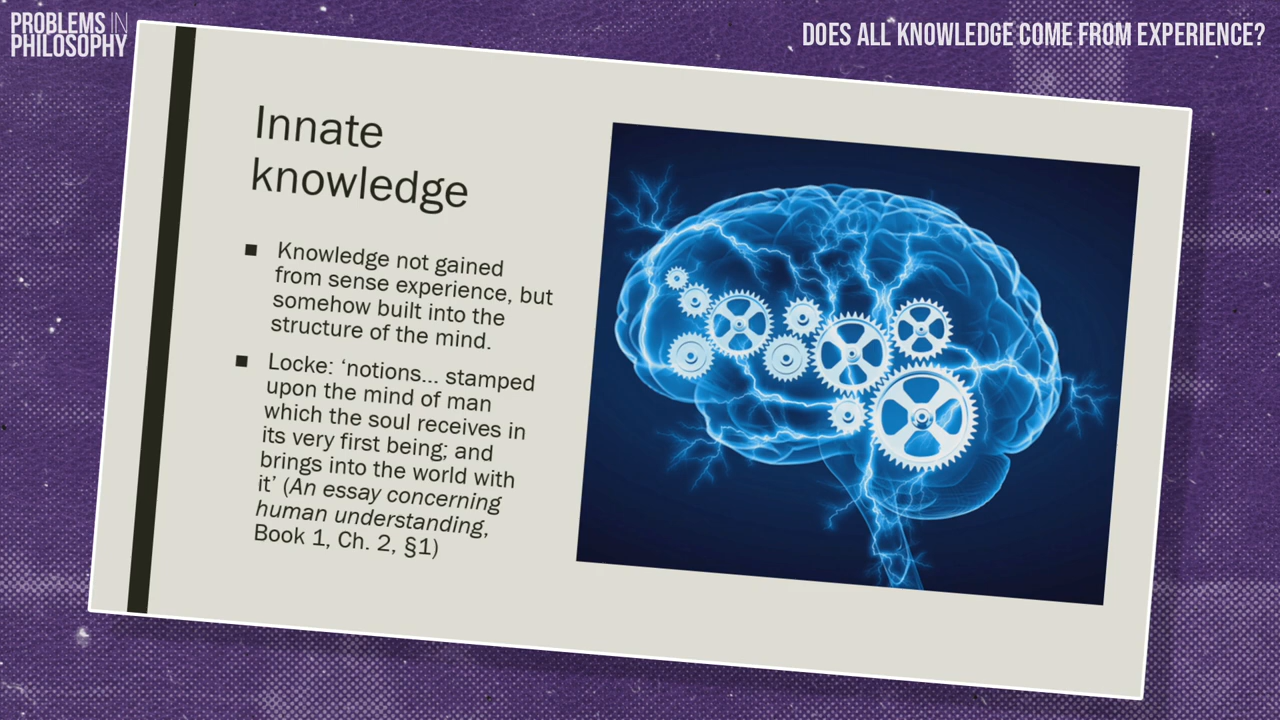 PROBLEMS IN
PHILOSOPHY
DOES ALL KNOWLEDGE COME FROM EXPERIENCE?
Innate
knowledge
■ Knowledge not gained
from sense experience, but
somehow built into the
structure of the mind.
■ Locke: ‘notions... stamped
upon the mind of man
which the soul receives in
its very first being; and
brings into the world with
it’ (An essay concerning
human understanding,
Book 1, Ch. 2, §1)